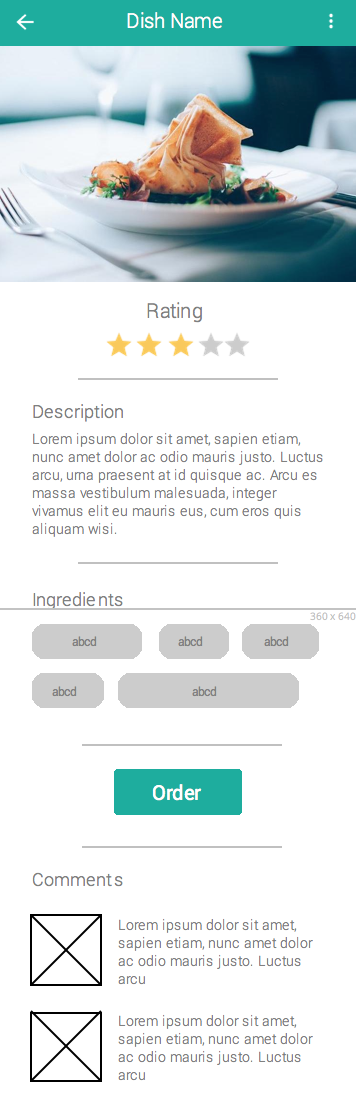 Dish Name
Rating
Description
Lorem ipsum dolor sit amet, sapien etiam,
nunc amet dolor ac odio mauris justo. Luctus
arcu, urna praesent at id quisque ac. Arcu es
massa vestibulum malesuada, integer
vivamus elit eu mauris eus, cum eros quis
aliquam wisi.
Ingredients
360 x 640
abcd abcd abcd
abcd abcd
Order
Comments
Lorem ipsum dolor sit amet,
sapien etiam, nunc amet dolor
ac odio mauris justo. Luctus
arcu
Lorem ipsum dolor sit amet,
sapien etiam, nunc amet dolor
ac odio mauris justo. Luctus
arcu